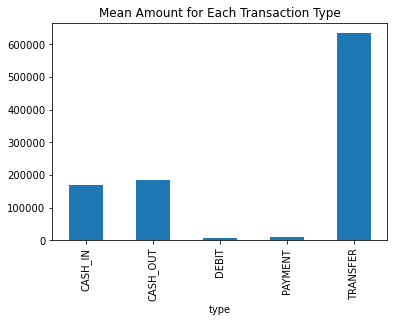 Mean Amount for Each Transaction Type
600000
500000
400000
300000
200000
100000
0
CASH_IN
CASH_OUT
DEBIT
PAYMENT
TRANSFER
type